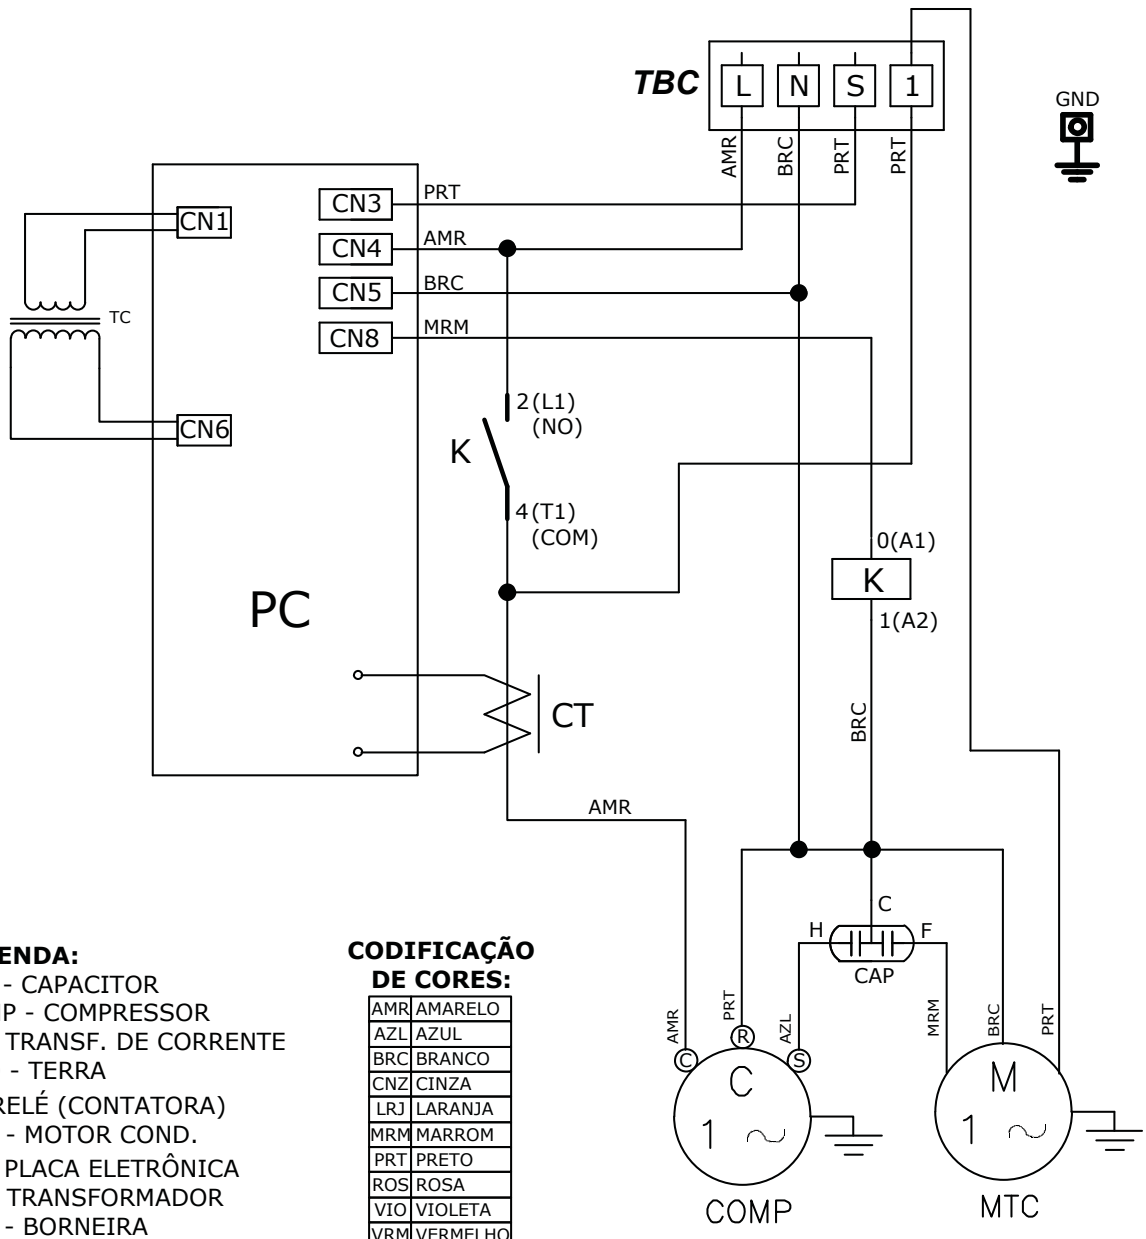 TBC
L N S 1
GND
AMR
BRC
PRT
PRT
CN1
CN3
PRT
CN4
AMR
CN5
BRC
CN8
MRM
TC
CN6
2(L1)
(NO)
K
4(T1)
(COM)
0(A1)
K
1(A2)
PC
CT
BRC
AMR
C
H
F
CAP
AMR
PRT
AZL
MRM
BRC
PRT
C
R
S
C
1
M
1
COMP
MTC
ENDA:
- CAPACITOR
P - COMPRESSOR
TRANSF. DE CORRENTE
- TERRA
RELÉ (CONTATORA)
- MOTOR COND.
PLACA ELETRÔNICA
TRANSFORMADOR
- BORNEIRA
CODIFICAÇÃO
DE CORES:
AMR AMARELO
AZL AZUL
BRC BRANCO
CNZ CINZA
LRJ LARANJA
MRM MARROM
PRT PRETO
ROS ROSA
VIO VIOLETA
VRM VERMELHO